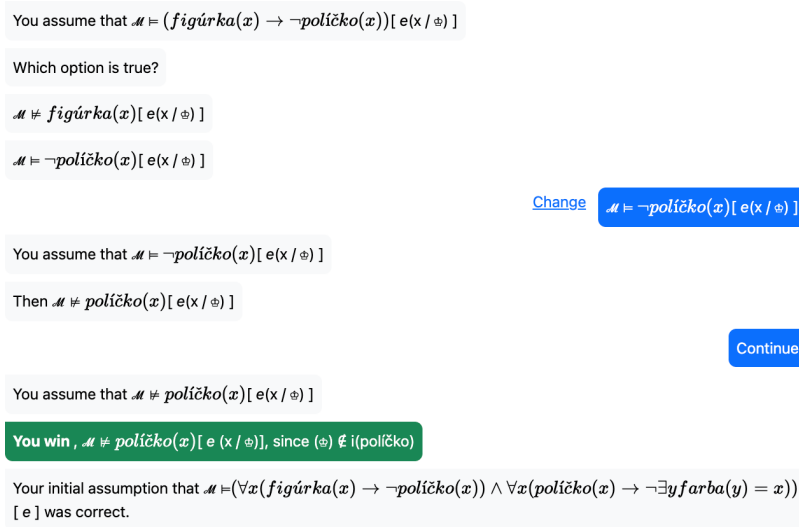 You assume that 𝓜 ⊨ (figúrka(x) → ¬políčko(x))[ e(x / ♔) ]
Which option is true?
𝓜 ⊭ figúrka(x)[ e(x / ♔) ]
𝓜 ⊨ ¬políčko(x)[ e(x / ♔) ]
Change 𝓜 ⊨ ¬políčko(x)[ e(x / ♔) ]
You assume that 𝓜 ⊨ ¬políčko(x)[ e(x / ♔) ]
Then 𝓜 ⊭ políčko(x)[ e(x / ♔) ]
Continue
You assume that 𝓜 ⊭ políčko(x)[ e(x / ♔) ]
You win , 𝓜 ⊭ políčko(x)[ e (x / ♔)], since (♔) ∉ i(políčko)
Your initial assumption that 𝓜 ⊨(∀x(figúrka(x) → ¬políčko(x)) ∧ ∀x(políčko(x) → ¬∃yfarba(y) = x))
[ e ] was correct.